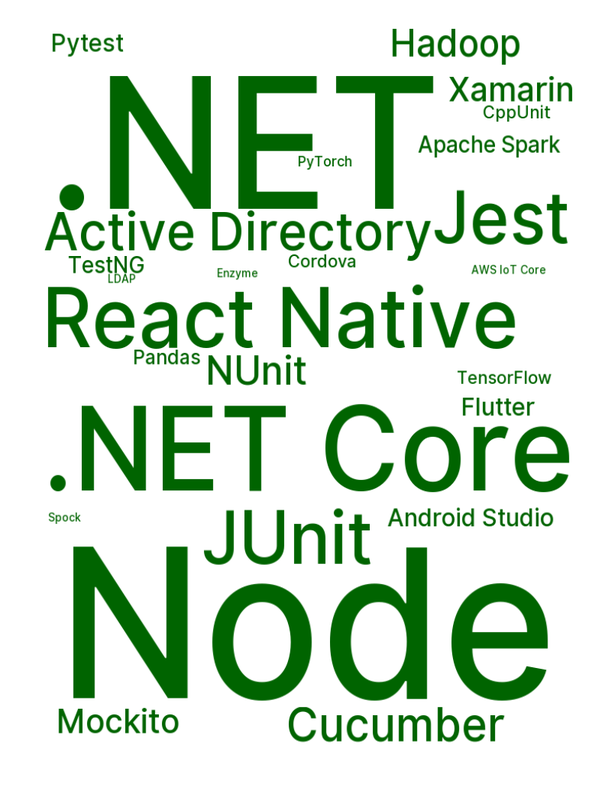 Pytest
Hadoop
.NET
Xamarin
CppUnit
Apache Spark
PyTorch
Active Directory
Jest
TestNG
Cordova
LDAP
Enzyme
AWS IoT Core
React Native
Pandas
NUnit
TensorFlow
Flutter
.NET Core
Spock
JUnit
Android Studio
Node
Mockito
Cucumber